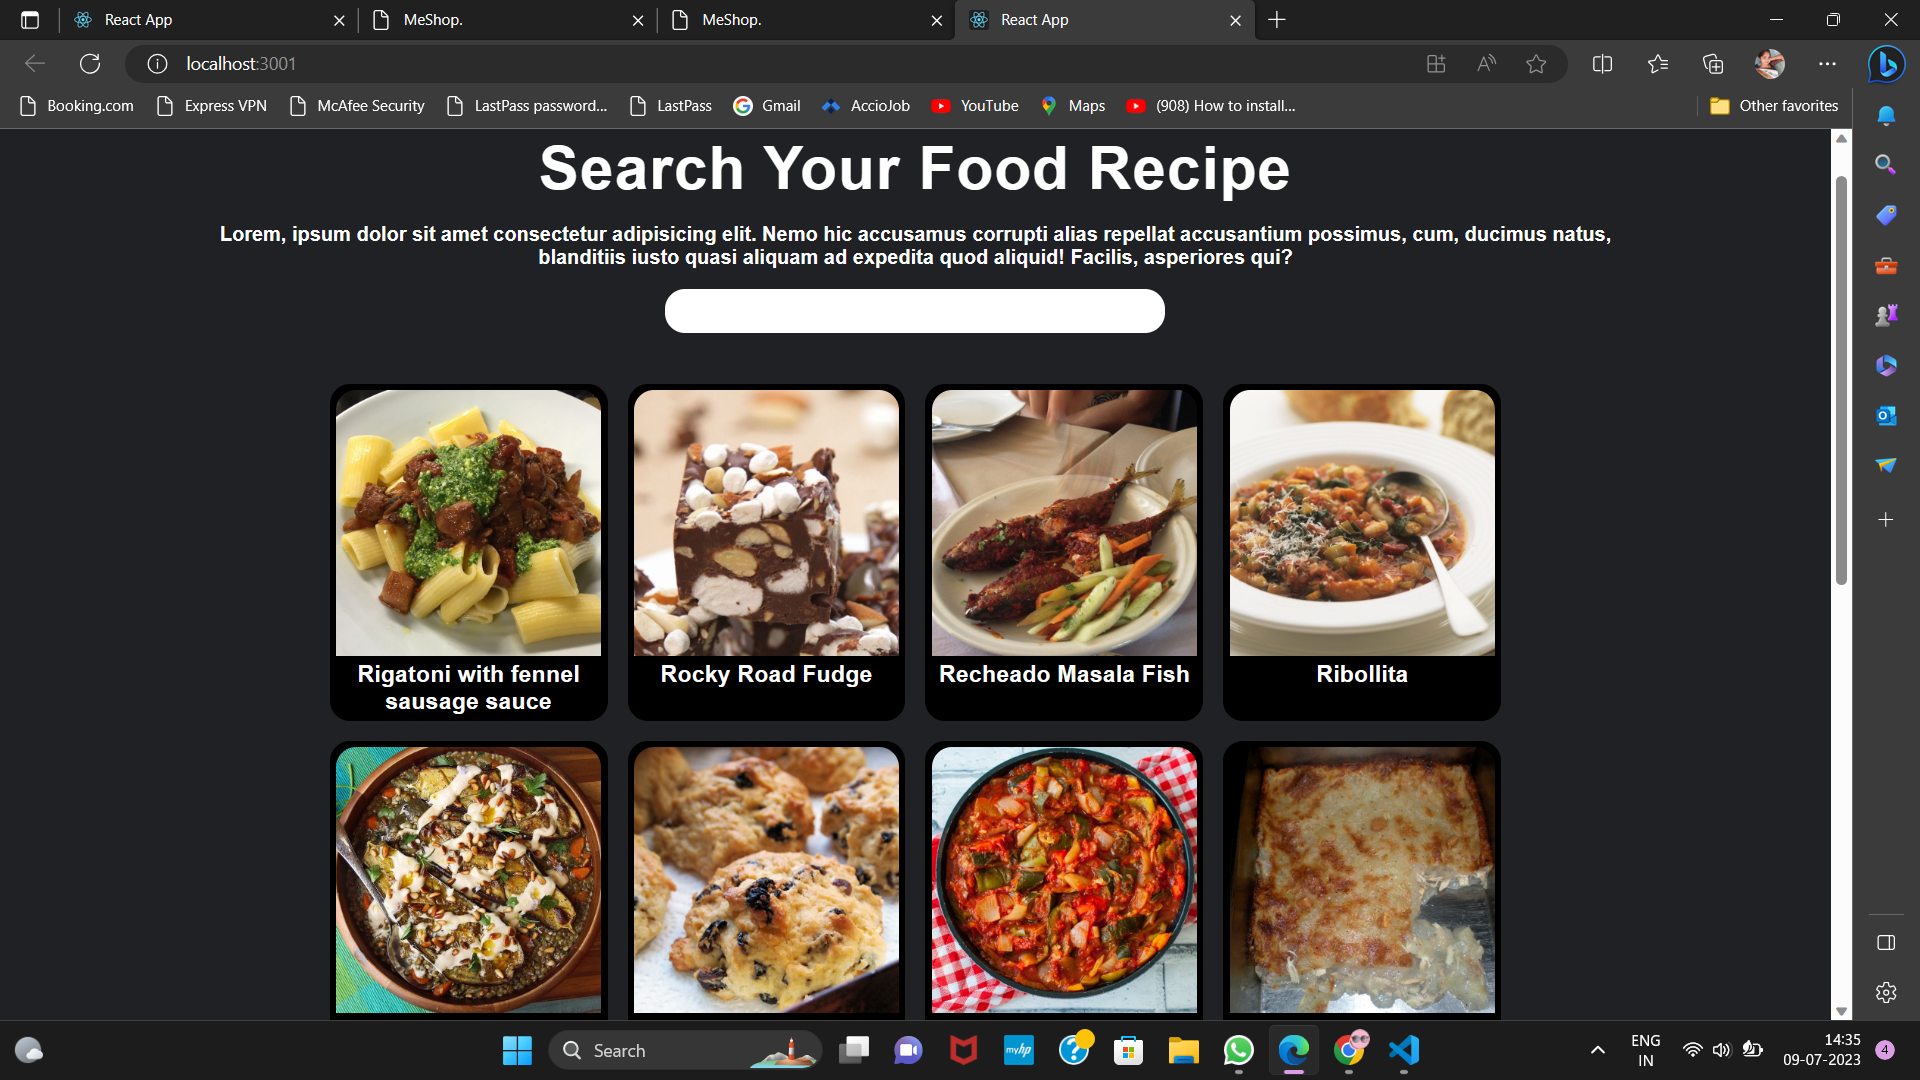 React App
MeShop.
MeShop.
React App
localhost:3001
Booking.com
Express VPN
McAfee Security
LastPass password...
LastPass
Gmail
AccioJob
YouTube
Maps
(908) How to install...
Other favorites
Search Your Food Recipe
Lorem, ipsum dolor sit amet consectetur adipisicing elit. Nemo hic accusamus corrupti alias repellat accusantium possimus, cum, ducimus natus,
blanditiis iusto quasi aliquam ad expedita quod aliquid! Facilis, asperiores qui?
Rigatoni with fennel
sausage sauce
Rocky Road Fudge
Recheado Masala Fish
Ribollita
Search
myhp
ENG
IN
14:35
09-07-2023
4